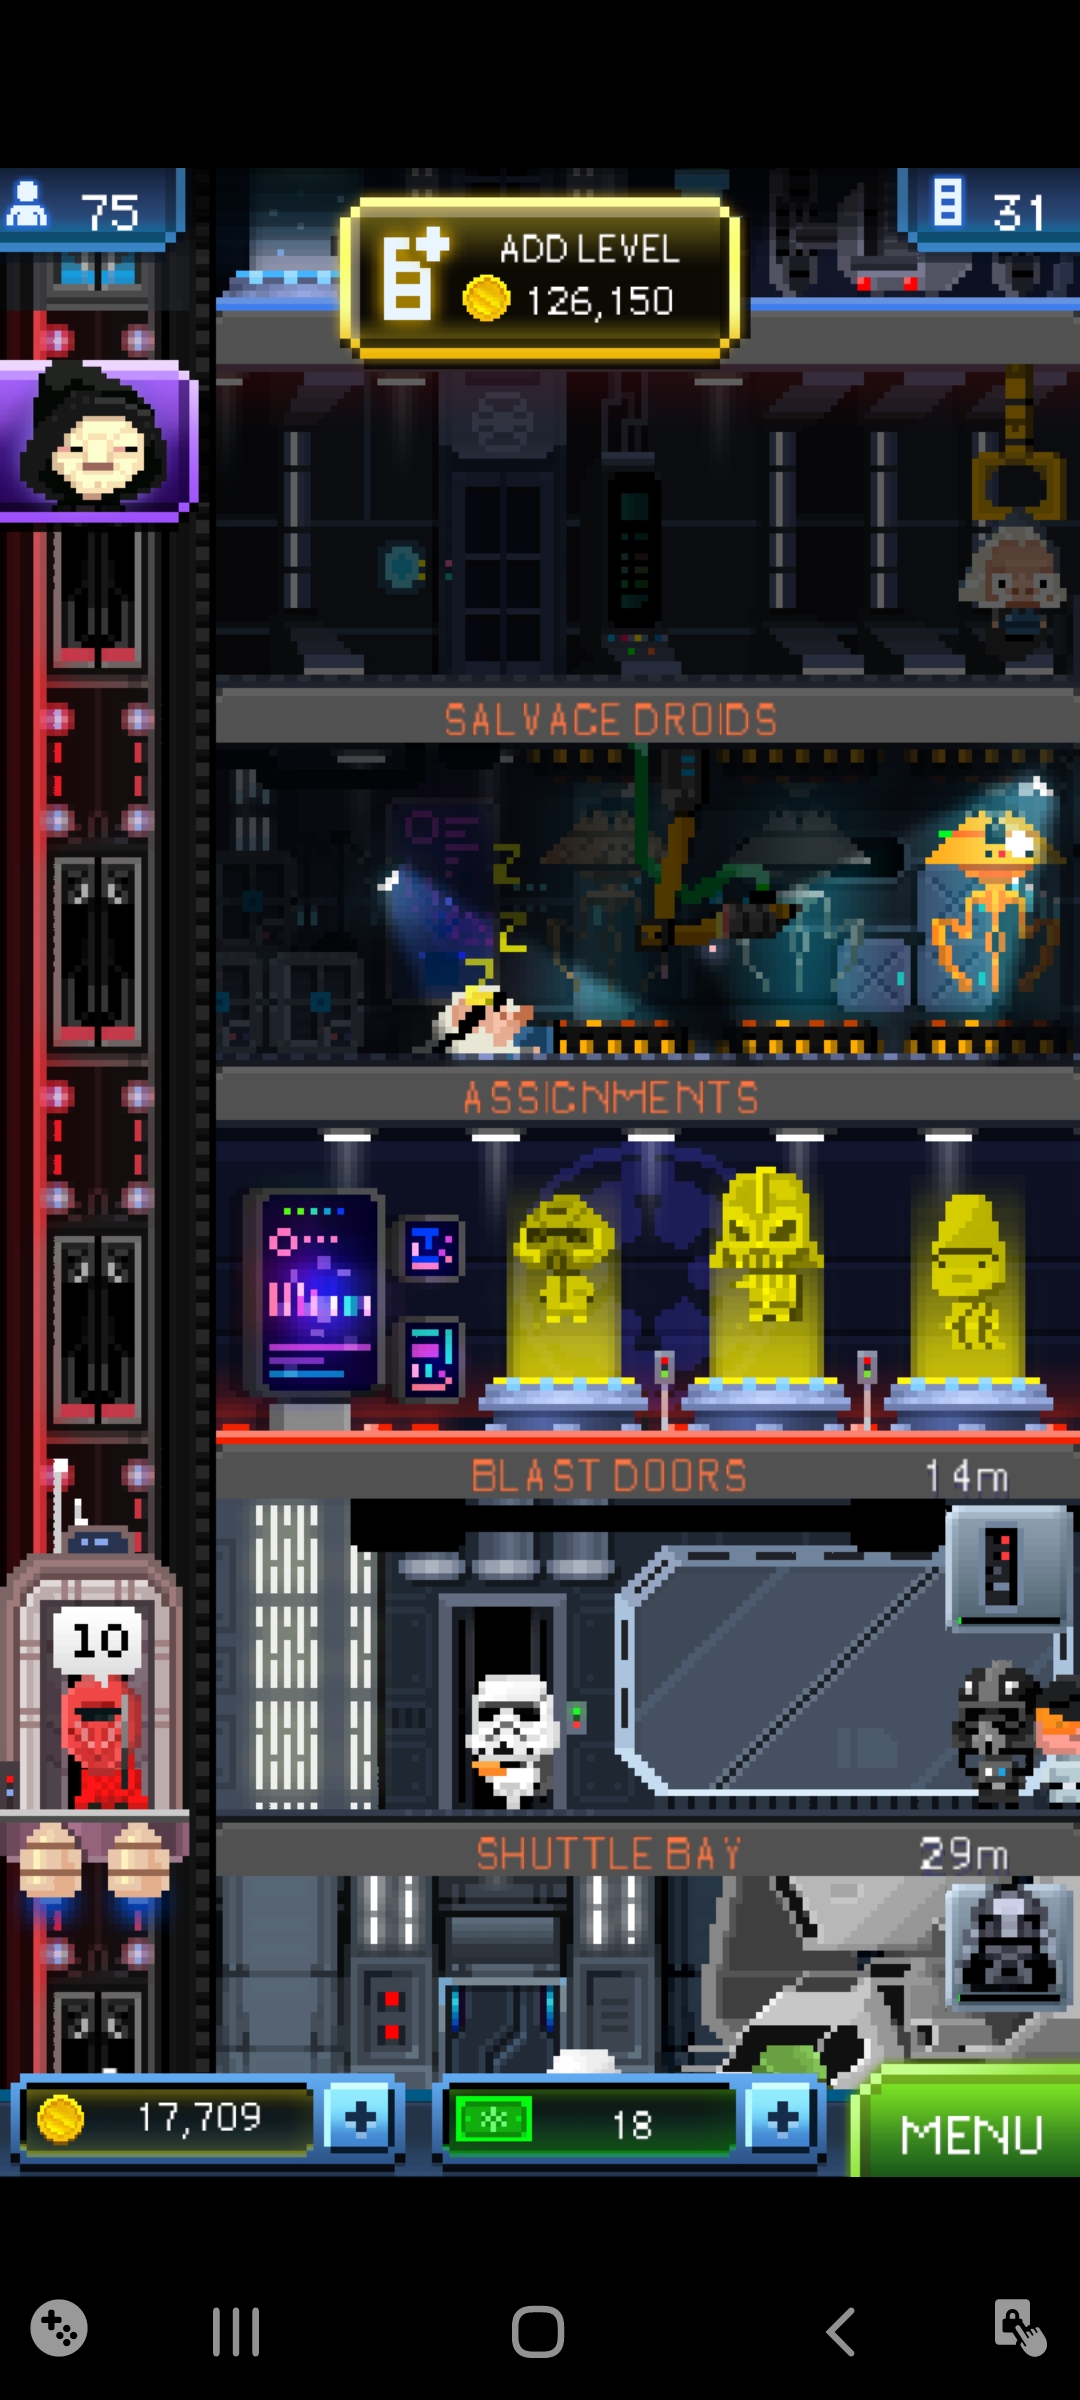 75
31
ADD LEVEL
126,150
SALVAGE DROIDS
Z
Z
Z
ASSIGNMENTS
BLAST DOORS 14m
10
SHUTTLE BAY 29m
17,709
18
MENU